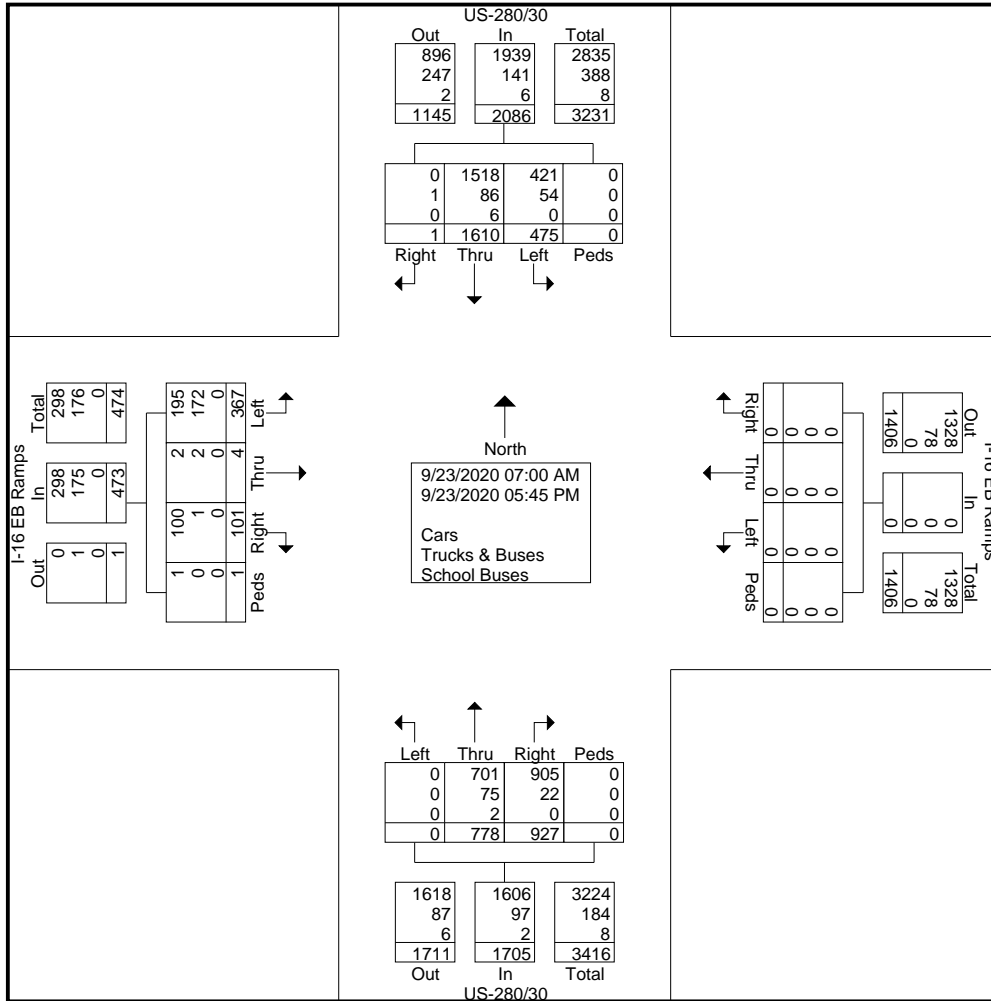 US-280/30
Out In Total
896 1939 2835
247 141 388
2 6 8
1145 2086 3231
0 1518 421 0
1 86 54 0
0 6 0 0
1 1610 475 0
Right Thru Left Peds
I-16 EB Ramps
Total
298 176 0 474
In
298 175 0 473
Out
0 1 0 1
Left
195 172 0 367
Thru
2 2 0 4
Right
100 1 0 101
Peds
1 0 0 1
North
9/23/2020 07:00 AM
9/23/2020 05:45 PM
Cars
Trucks & Buses
School Buses
Right
0 0 0 0
Thru
0 0 0 0
Left
0 0 0 0
Peds
0 0 0 0
Out
1328 78 0 1406
In
0 0 0 0
Total
1328 78 0 1406
I-16 EB Ramps
Left Thru Right Peds
0 701 905 0
0 75 22 0
0 2 0 0
0 778 927 0
1618 1606 3224
87 97 184
6 2 8
1711 1705 3416
Out In Total
US-280/30